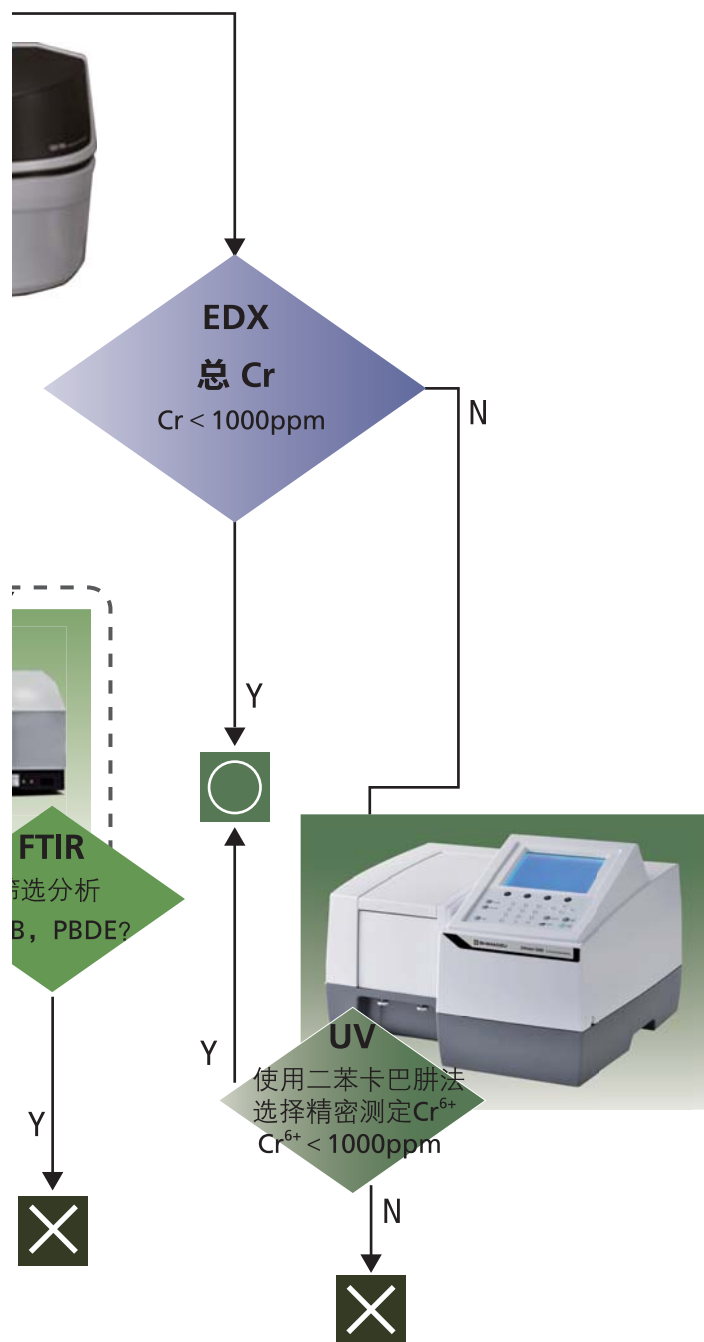 EDX
总 Cr
Cr < 1000ppm
N
Y
FTIR
筛选分析
B，PBDE?
Y
UV
使用二苯卡巴肼法
选择精密测定Cr⁶⁺
Cr⁶⁺ < 1000ppm
Y
N
SHIMADZU